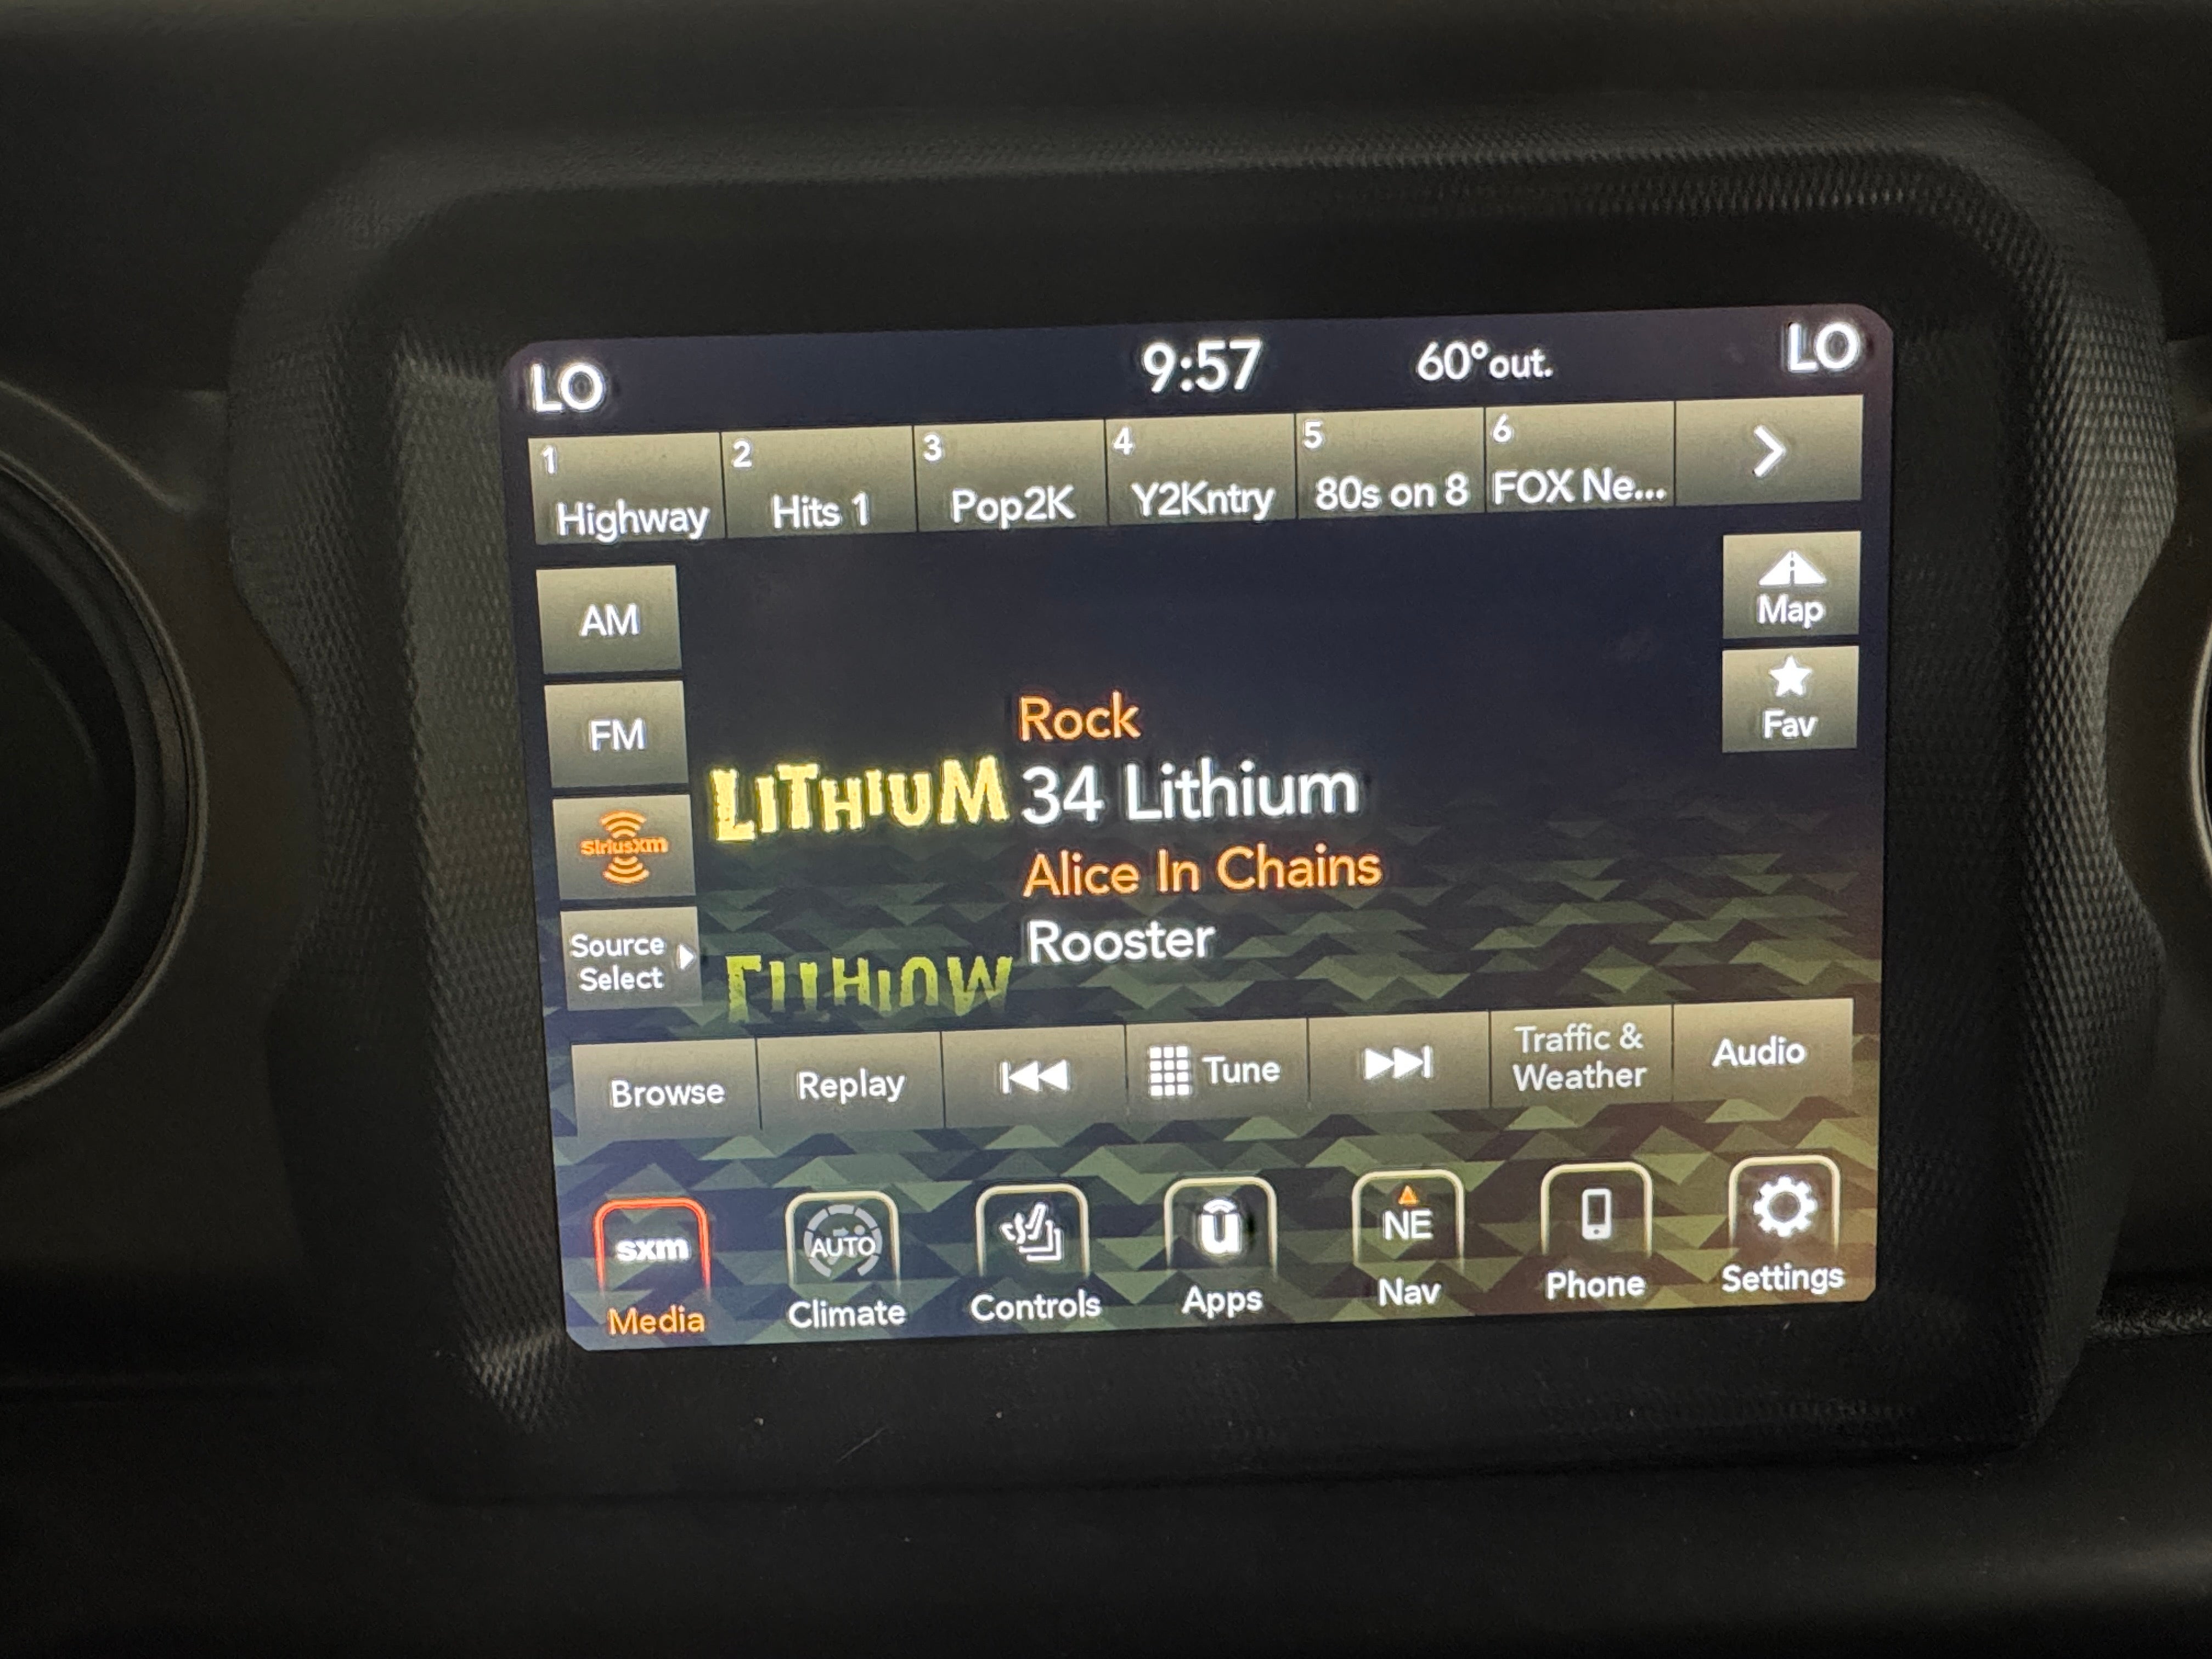 LO 9:57 60°out. LO
1 2 3 4 5 6
Highway Hits 1 Pop2K Y2Kntry 80s on 8 FOX Ne...
AM
Map
FM
Fav
Rock
LITHIUM 34 Lithium
SiriusXM
Alice In Chains
Source
Select
Rooster
LITHIUM
Browse Replay Tune Traffic &
Weather Audio
sxm AUTO u NE
Media Climate Controls Apps Nav Phone Settings